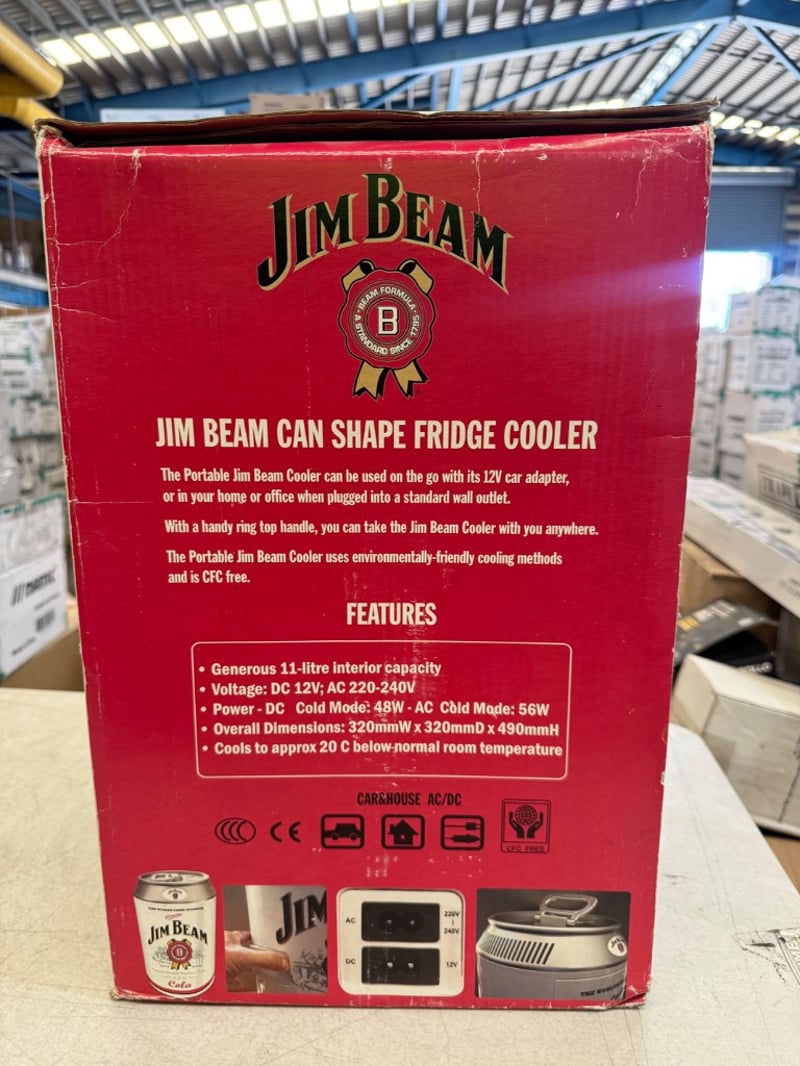 JIM BEAM
BEAM FORMULA
B
A STANDARD SINCE 1795
JIM BEAM CAN SHAPE FRIDGE COOLER
The Portable Jim Beam Cooler can be used on the go with its 12V car adapter,
or in your home or office when plugged into a standard wall outlet.
With a handy ring top handle, you can take the Jim Beam Cooler with you anywhere.
The Portable Jim Beam Cooler uses environmentally-friendly cooling methods
and is CFC free.
FEATURES
• Generous 11-litre interior capacity
• Voltage: DC 12V; AC 220-240V
• Power - DC Cold Mode: 48W - AC Cold Mode: 56W
• Overall Dimensions: 320mmW x 320mmD x 490mmH
• Cools to approx 20 C below normal room temperature
CAR&HOUSE AC/DC
CE
CFC FREE
JIM BEAM
B
Cola
JIM
AC
220V
240V
DC
12V
THE WORLD